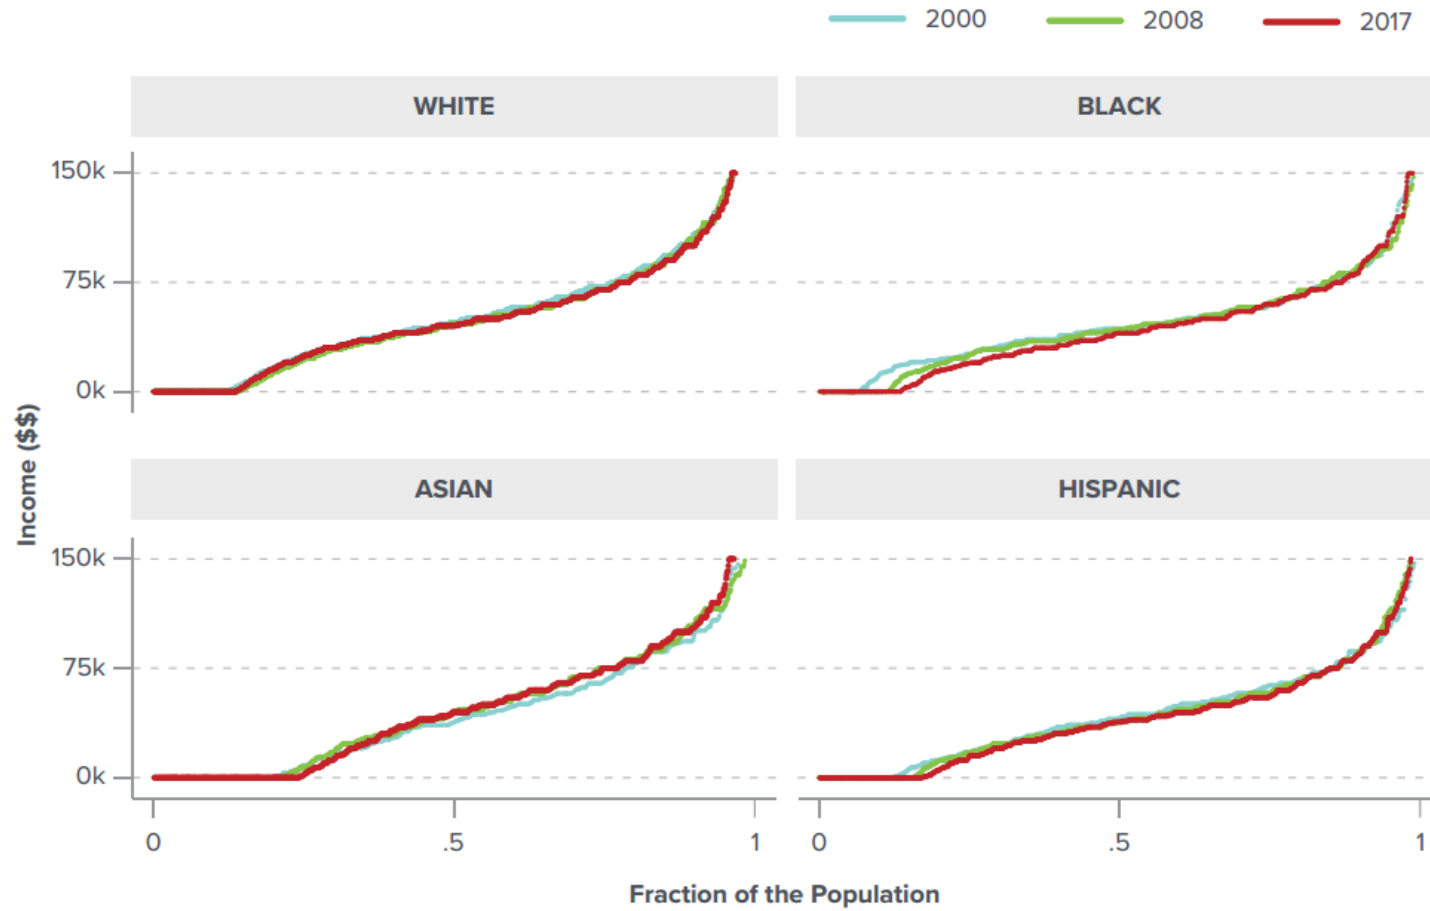 2000 2008 2017
WHITE BLACK
150k
75k
0k
Income ($$)
ASIAN HISPANIC
150k
75k
0k
0 .5 1 0 .5 1
Fraction of the Population